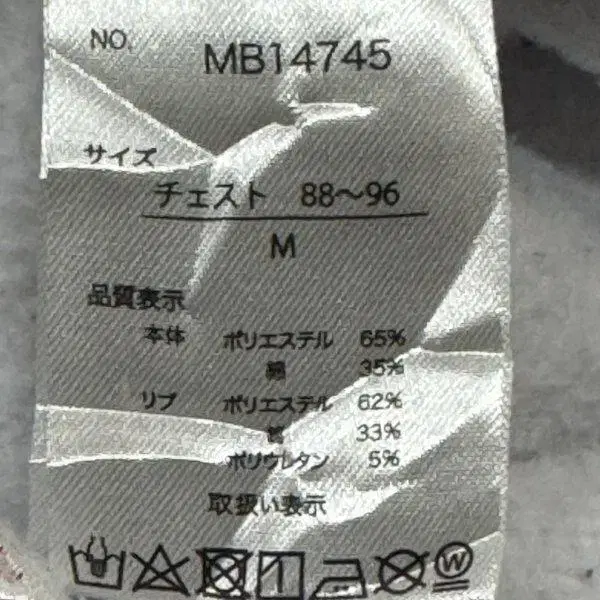 NO. MB14745
サイズ
チェスト 88〜96
M
品質表示
本体 ポリエステル 65%
綿 35%
リブ ポリエステル 62%
綿 33%
ポリウレタン 5%
取扱い表示
W